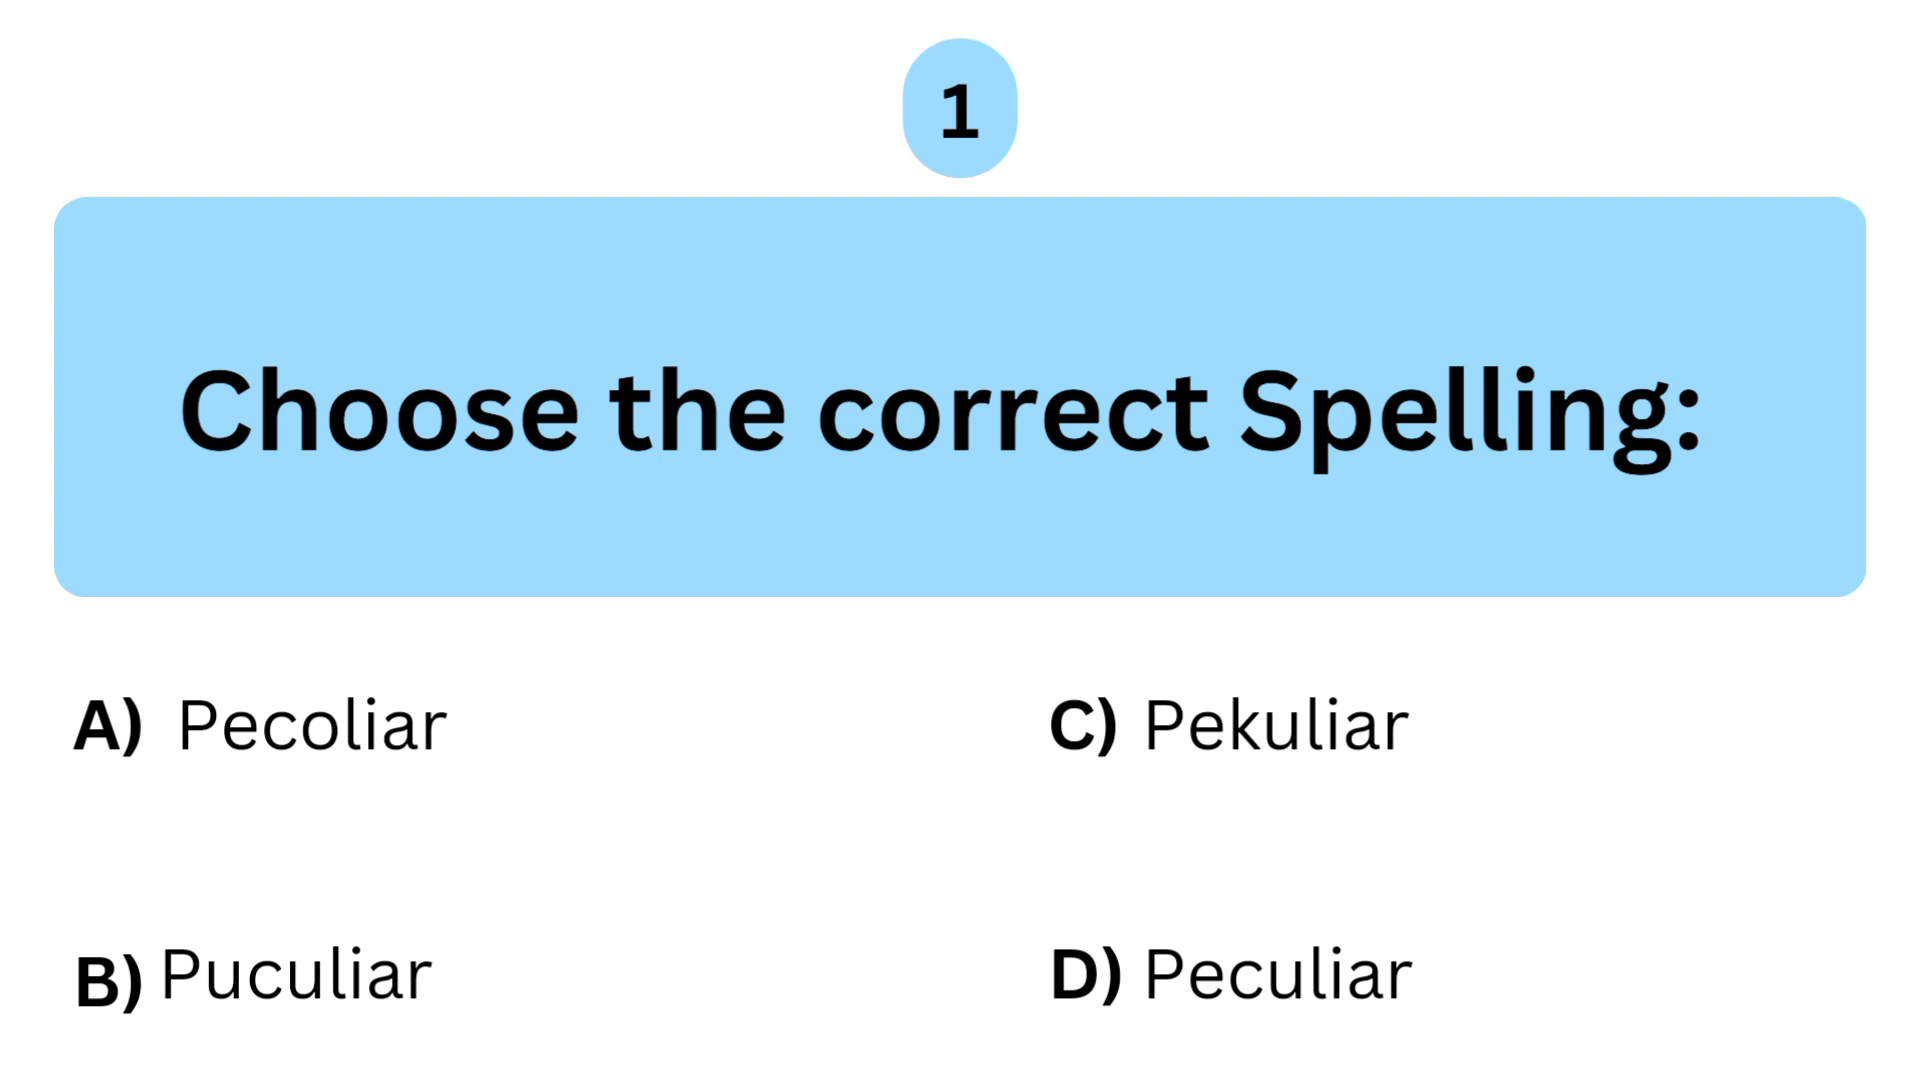 1
Choose the correct Spelling:
A) Pecoliar
B) Puculiar
C) Pekuliar
D) Peculiar